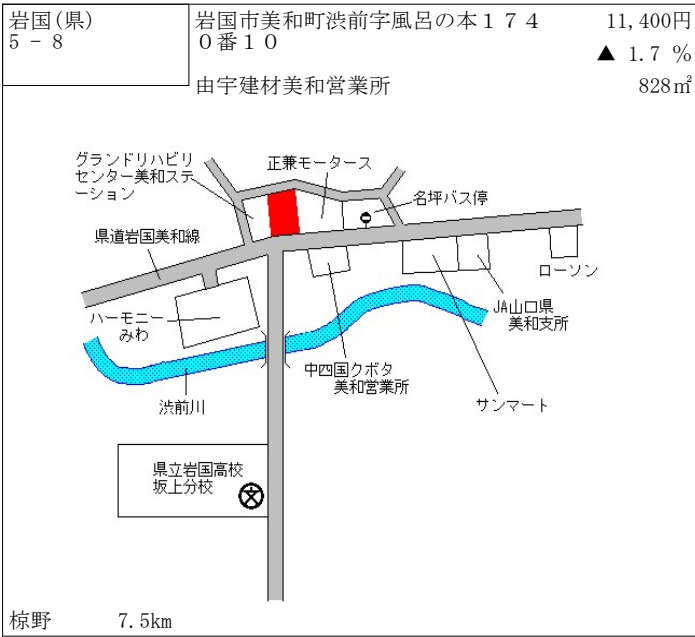 岩国(県)
5－8
岩国市美和町渋前字風呂の本１７４
０番１０
由宇建材美和営業所
11,400円
▲ 1.7 %
828㎡
グランドリハビリ
センター美和ステ
ーション
正兼モータース
名坪バス停
県道岩国美和線
ローソン
JA山口県
美和支所
ハーモニー
みわ
中四国クボタ
美和営業所
サンマート
渋前川
県立岩国高校
坂上分校
文
椋野 7.5km